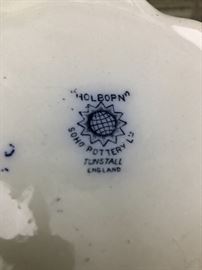 "HOLBORN"
SOHO POTTERY LD
TUNSTALL
ENGLAND